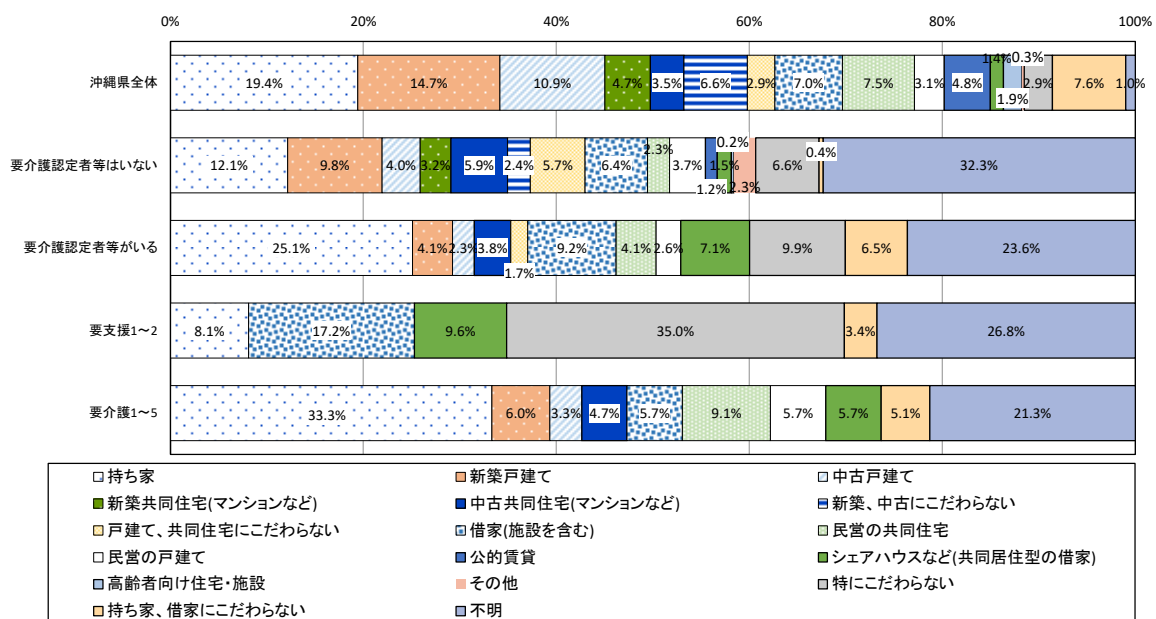 0% 20% 40% 60% 80% 100%
沖縄県全体 19.4% 14.7% 10.9% 4.7% 3.5% 6.6% 2.9% 7.0% 7.5% 3.1% 4.8% 1.4% 1.9% 0.3% 2.9% 7.6% 1.0%
要介護認定者等はいない 12.1% 9.8% 4.0% 3.2% 5.9% 2.4% 5.7% 6.4% 2.3% 3.7% 1.2% 1.5% 0.2% 2.3% 6.6% 0.4% 32.3%
要介護認定者等がいる 25.1% 4.1% 2.3% 3.8% 1.7% 9.2% 4.1% 2.6% 7.1% 9.9% 6.5% 23.6%
要支援1～2 8.1% 17.2% 9.6% 35.0% 3.4% 26.8%
要介護1～5 33.3% 6.0% 3.3% 4.7% 5.7% 9.1% 5.7% 5.7% 5.1% 21.3%
持ち家 新築戸建て 中古戸建て
新築共同住宅(マンションなど) 中古共同住宅(マンションなど) 新築、中古にこだわらない
戸建て、共同住宅にこだわらない 借家(施設を含む) 民営の共同住宅
民営の戸建て 公的賃貸 シェアハウスなど(共同居住型の借家)
高齢者向け住宅・施設 その他 特にこだわらない
持ち家、借家にこだわらない 不明